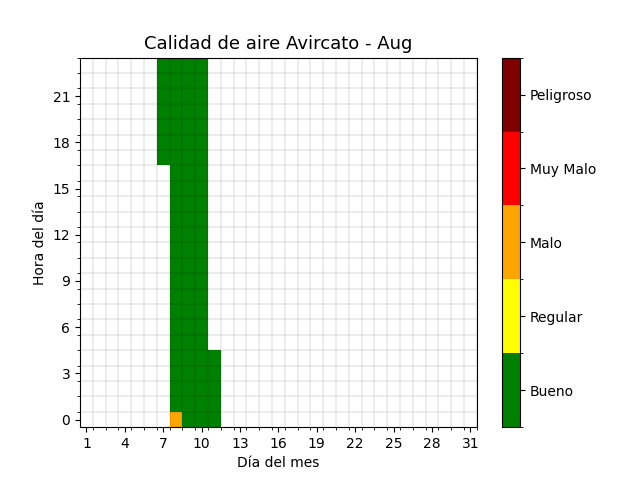 Calidad de aire Avircato - Aug
Hora del día
21
18
15
12
9
6
3
0
1 4 7 10 13 16 19 22 25 28 31
Día del mes
Peligroso
Muy Malo
Malo
Regular
Bueno